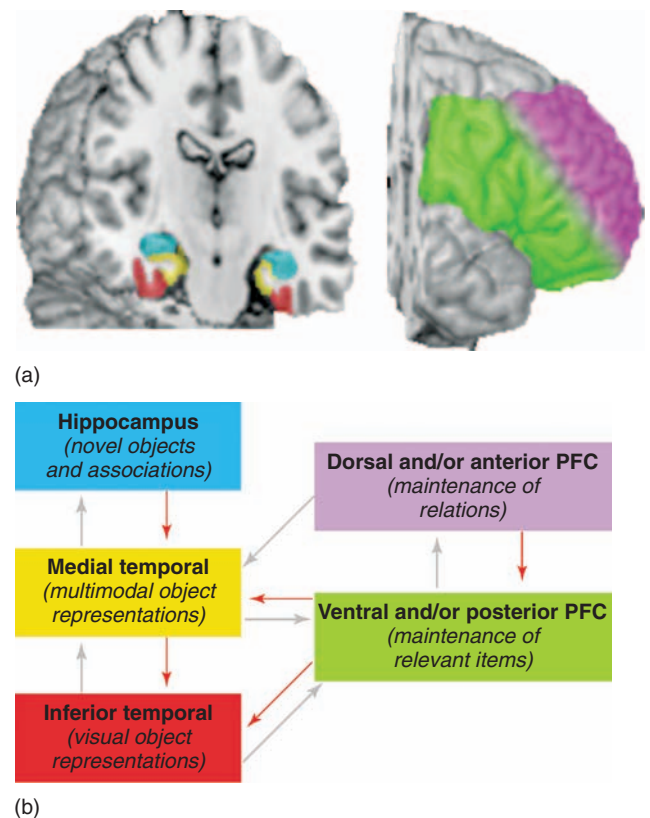 (a)
Hippocampus
(novel objects
and associations)
Dorsal and/or anterior PFC
(maintenance of
relations)
Medial temporal
(multimodal object
representations)
Ventral and/or posterior PFC
(maintenance of
relevant items)
Inferior temporal
(visual object
representations)
(b)